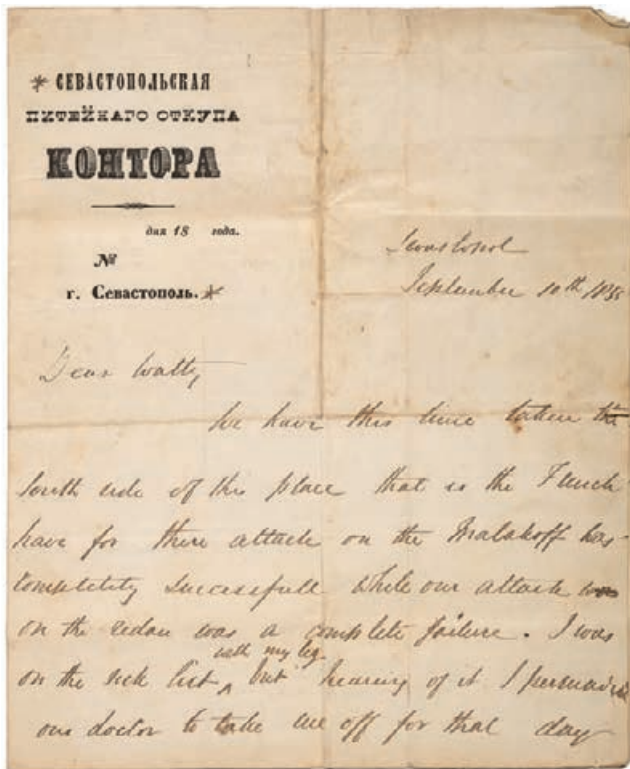 * СЕВАСТОПОЛЬСКАЯ
ПИТЕЙНАГО ОТКУПА
КОНТОРА
дня 18 года.
№
г. Севастополь. *
Sevastopol
September 10th 1855
Dear Watty
We have this time taken the
South side of this place that is the French
have for there attack on the Malakoff has
completely successfull while our attack was
on the redan was a complete failure. I was
with my leg
on the sick list, but hearing of it I persuaded
our doctor to take me off for that day